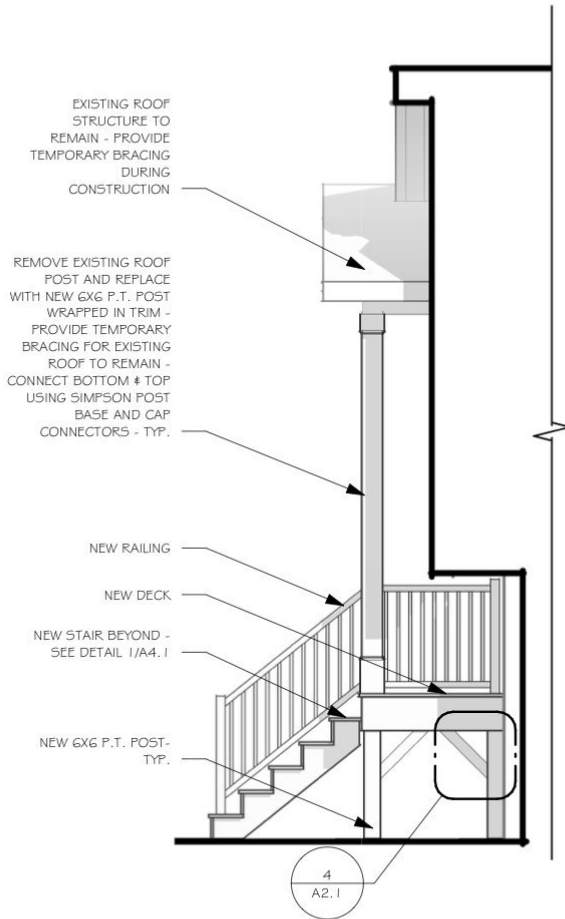 EXISTING ROOF
STRUCTURE TO
REMAIN - PROVIDE
TEMPORARY BRACING
DURING
CONSTRUCTION
REMOVE EXISTING ROOF
POST AND REPLACE
WITH NEW 6X6 P.T. POST
WRAPPED IN TRIM -
PROVIDE TEMPORARY
BRACING FOR EXISTING
ROOF TO REMAIN -
CONNECT BOTTOM & TOP
USING SIMPSON POST
BASE AND CAP
CONNECTORS - TYP.
NEW RAILING
NEW DECK
NEW STAIR BEYOND -
SEE DETAIL 1/A4.1
NEW 6X6 P.T. POST-
TYP.
4
A2.1